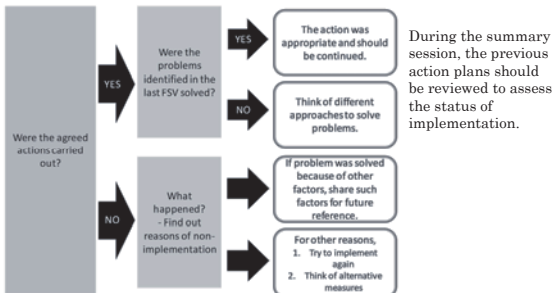 Were the agreed
actions carried
out?
YES
Were the
problems
identified in the
last FSV solved?
YES
The action was
appropriate and should
be continued.
NO
Think of different
approaches to solve
problems.
NO
What
happened?
- Find out
reasons of non-
implementation
If problem was solved
because of other
factors, share such
factors for future
reference.
For other reasons,
1. Try to implement
again
2. Think of alternative
measures
During the summary
session, the previous
action plans should
be reviewed to assess
the status of
implementation.